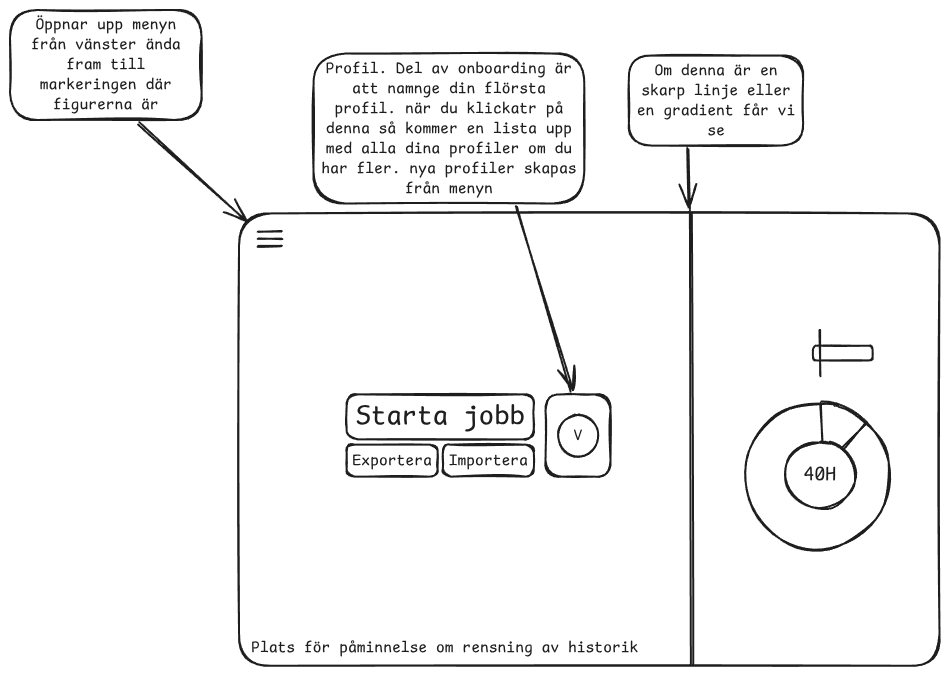 Öppnar upp menyn
från vänster ända
fram till
markeringen där
figurerna är
Profil. Del av onboarding är
att namnge din flörsta
profil. när du klickatr på
denna så kommer en lista upp
med alla dina profiler om du
har fler. nya profiler skapas
från menyn
Om denna är en
skarp linje eller
en gradient får vi
se
Starta jobb
Exportera
Importera
V
40H
Plats för påminnelse om rensning av historik